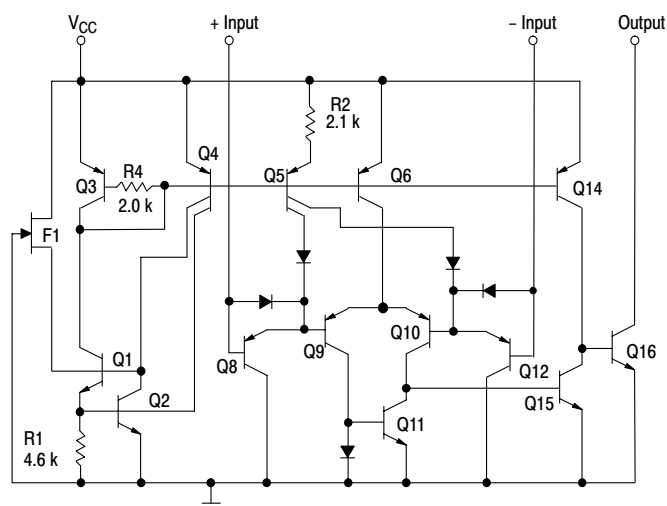 VCC
+ Input
– Input
Output
R2
2.1 k
Q4
Q3
R4
2.0 k
Q5
Q6
Q14
F1
Q1
Q8
Q9
Q10
Q12
Q16
Q2
Q15
Q11
R1
4.6 k